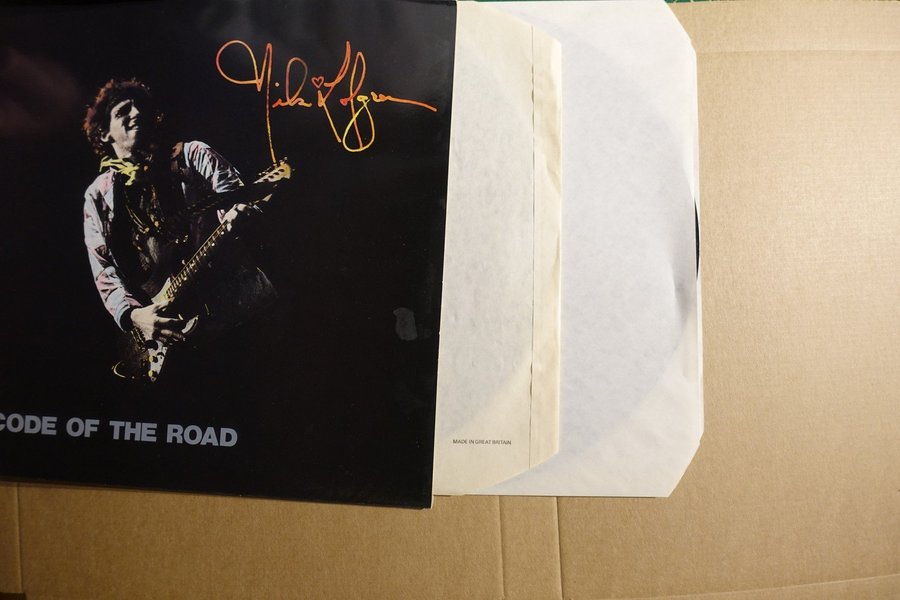 Nils Lofgren
CODE OF THE ROAD
MADE IN GREAT BRITAIN